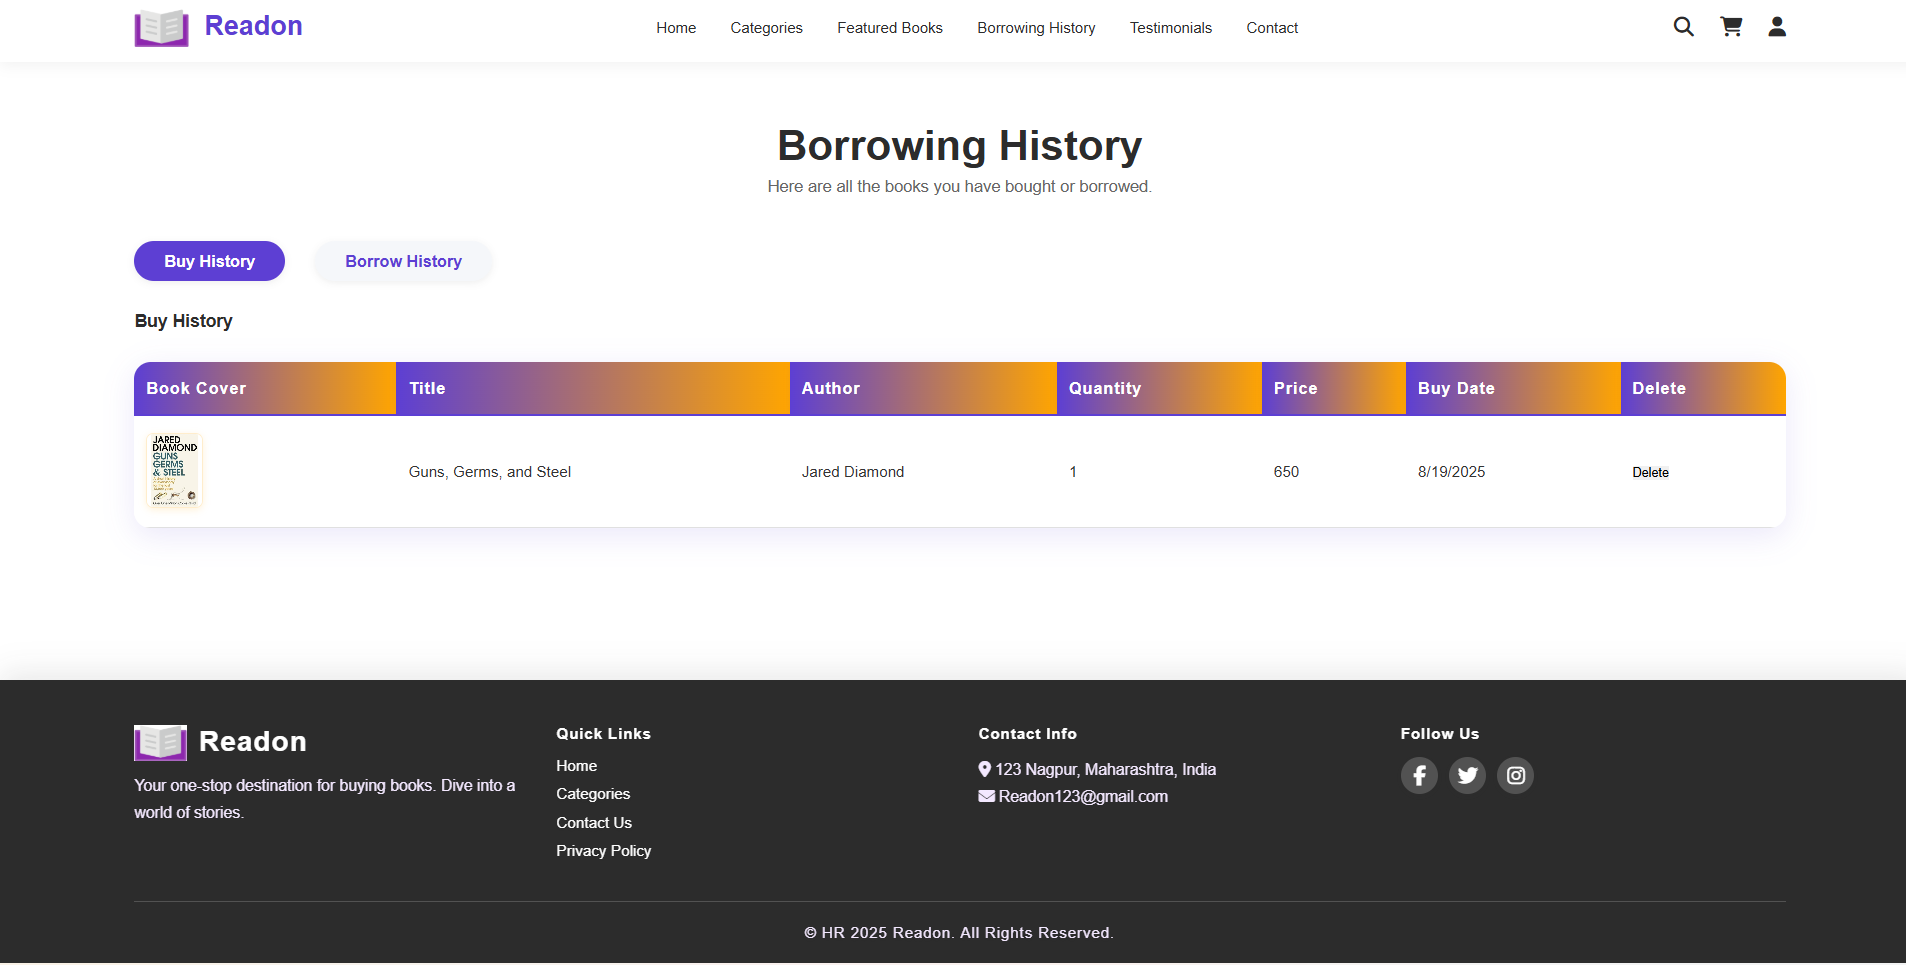 Readon
Home Categories Featured Books Borrowing History Testimonials Contact
Borrowing History
Here are all the books you have bought or borrowed.
Buy History Borrow History
Buy History
Book Cover Title Author Quantity Price Buy Date Delete
JARED
DIAMOND
GUNS
GERMS
& STEEL
Guns, Germs, and Steel Jared Diamond 1 650 8/19/2025 Delete
Readon
Your one-stop destination for buying books. Dive into a
world of stories.
Quick Links
Home
Categories
Contact Us
Privacy Policy
Contact Info
123 Nagpur, Maharashtra, India
Readon123@gmail.com
Follow Us
© HR 2025 Readon. All Rights Reserved.